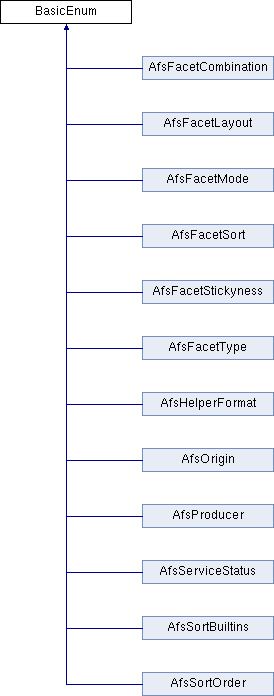 BasicEnum
AfsFacetCombination
AfsFacetLayout
AfsFacetMode
AfsFacetSort
AfsFacetStickyness
AfsFacetType
AfsHelperFormat
AfsOrigin
AfsProducer
AfsServiceStatus
AfsSortBuiltins
AfsSortOrder